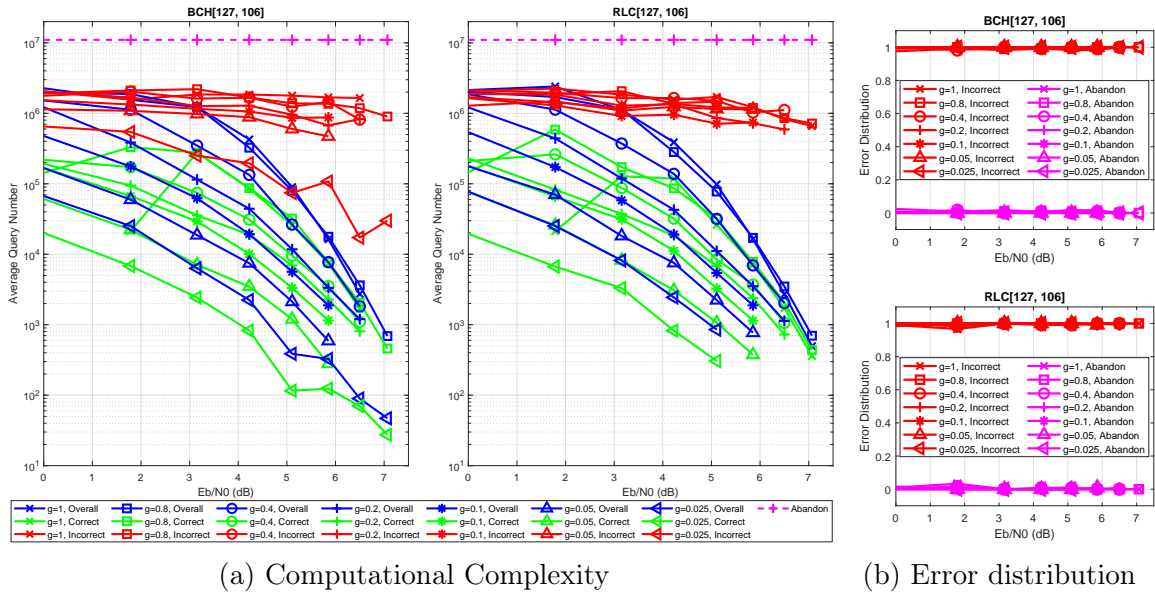 BCH[127, 106]
10^7
10^6
10^5
10^4
10^3
10^2
10^1
Average Query Number
0 1 2 3 4 5 6 7
Eb/N0 (dB)
RLC[127, 106]
10^7
10^6
10^5
10^4
10^3
10^2
10^1
Average Query Number
0 1 2 3 4 5 6 7
Eb/N0 (dB)
g=1, Overall g=0.8, Overall g=0.4, Overall g=0.2, Overall g=0.1, Overall g=0.05, Overall g=0.025, Overall Abandon
g=1, Correct g=0.8, Correct g=0.4, Correct g=0.2, Correct g=0.1, Correct g=0.05, Correct g=0.025, Correct
g=1, Incorrect g=0.8, Incorrect g=0.4, Incorrect g=0.2, Incorrect g=0.1, Incorrect g=0.05, Incorrect g=0.025, Incorrect
(a) Computational Complexity
BCH[127, 106]
1
0.8
0.6
0.4
0.2
0
Error Distribution
g=1, Incorrect g=1, Abandon
g=0.8, Incorrect g=0.8, Abandon
g=0.4, Incorrect g=0.4, Abandon
g=0.2, Incorrect g=0.2, Abandon
g=0.1, Incorrect g=0.1, Abandon
g=0.05, Incorrect g=0.05, Abandon
g=0.025, Incorrect g=0.025, Abandon
0 1 2 3 4 5 6 7
Eb/N0 (dB)
RLC[127, 106]
1
0.8
0.6
0.4
0.2
0
Error Distribution
g=1, Incorrect g=1, Abandon
g=0.8, Incorrect g=0.8, Abandon
g=0.4, Incorrect g=0.4, Abandon
g=0.2, Incorrect g=0.2, Abandon
g=0.1, Incorrect g=0.1, Abandon
g=0.05, Incorrect g=0.05, Abandon
g=0.025, Incorrect g=0.025, Abandon
0 1 2 3 4 5 6 7
Eb/N0 (dB)
(b) Error distribution